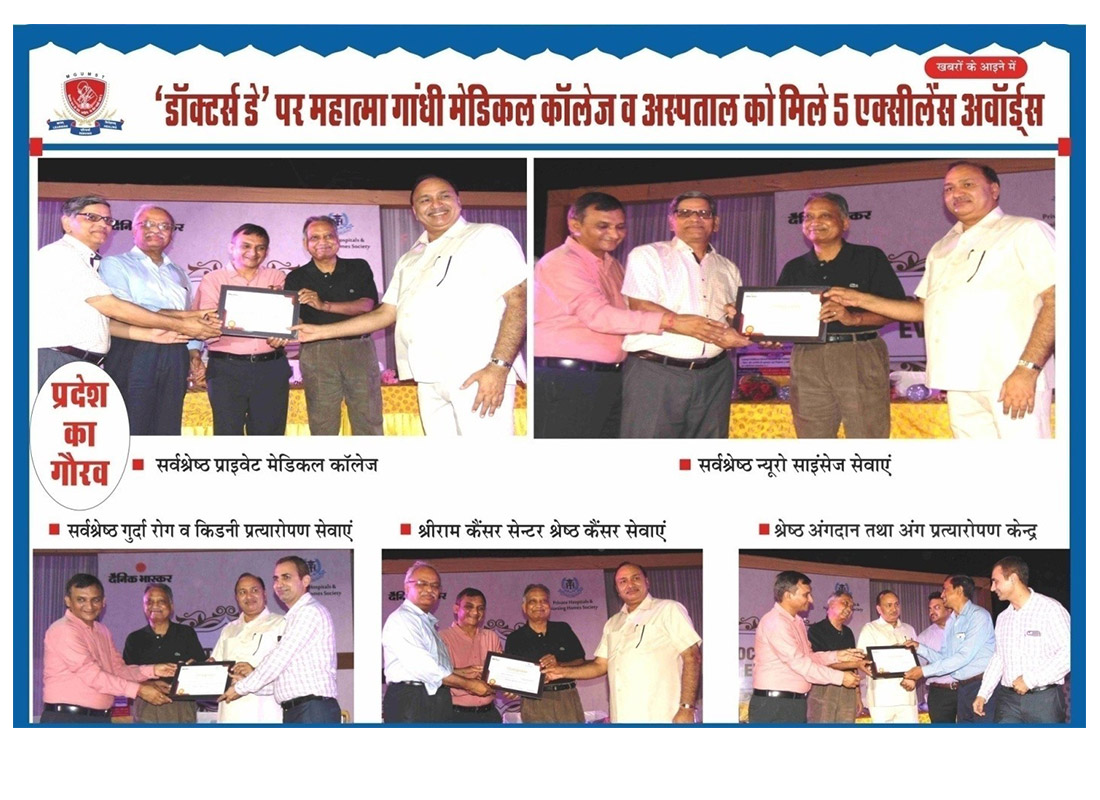 खबरों के आइने में
MGUMST
'डॉक्टर्स डे' पर महात्मा गांधी मेडिकल कॉलेज व अस्पताल को मिले 5 एक्सीलेंस अवॉर्ड्स
प्रदेश
का
गौरव
सर्वश्रेष्ठ प्राइवेट मेडिकल कॉलेज
सर्वश्रेष्ठ न्यूरो साइंसेज सेवाएं
सर्वश्रेष्ठ गुर्दा रोग व किडनी प्रत्यारोपण सेवाएं
श्रीराम कैंसर सेन्टर श्रेष्ठ कैंसर सेवाएं
श्रेष्ठ अंगदान तथा अंग प्रत्यारोपण केन्द्र
दैनिक भास्कर
Private Hospitals &
Nursing Homes Society